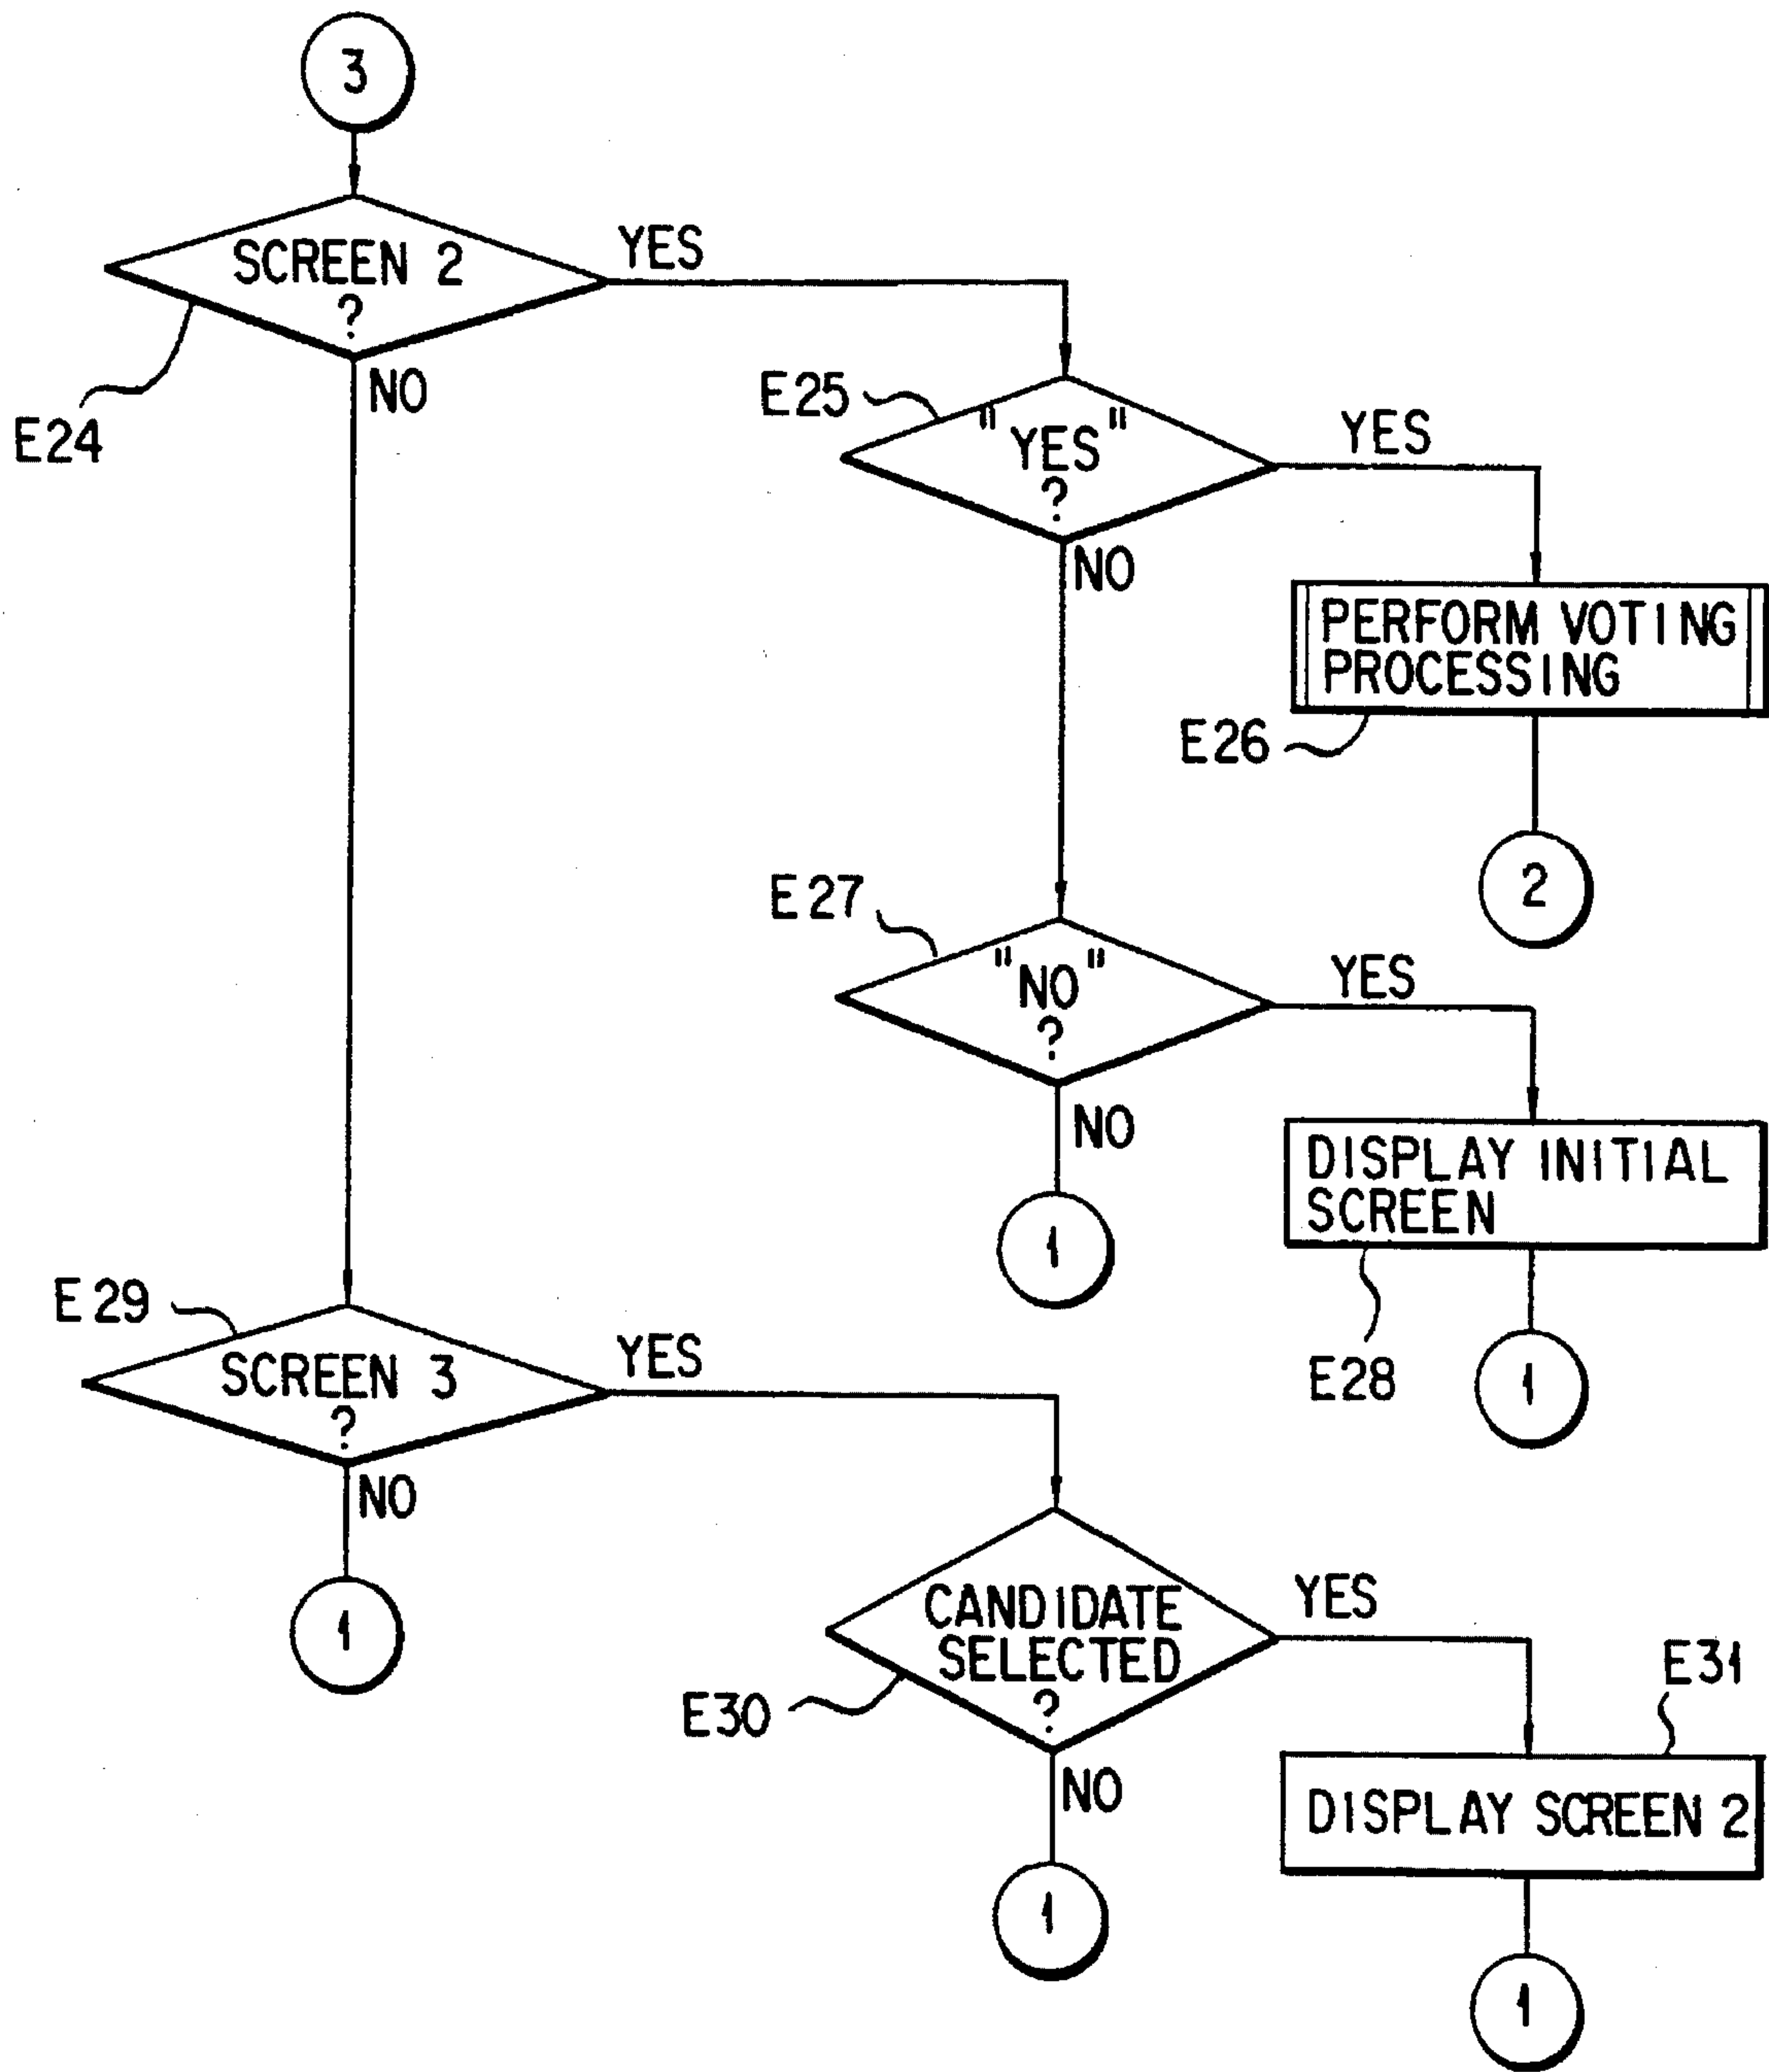 3
SCREEN 2
?
YES
NO
E24
E25
"YES"
?
YES
NO
PERFORM VOTING
PROCESSING
E26
2
E27
"NO"
?
YES
NO
1
DISPLAY INITIAL
SCREEN
E28
1
E29
SCREEN 3
?
YES
NO
1
CANDIDATE
SELECTED
?
YES
E30
NO
1
E31
DISPLAY SCREEN 2
1